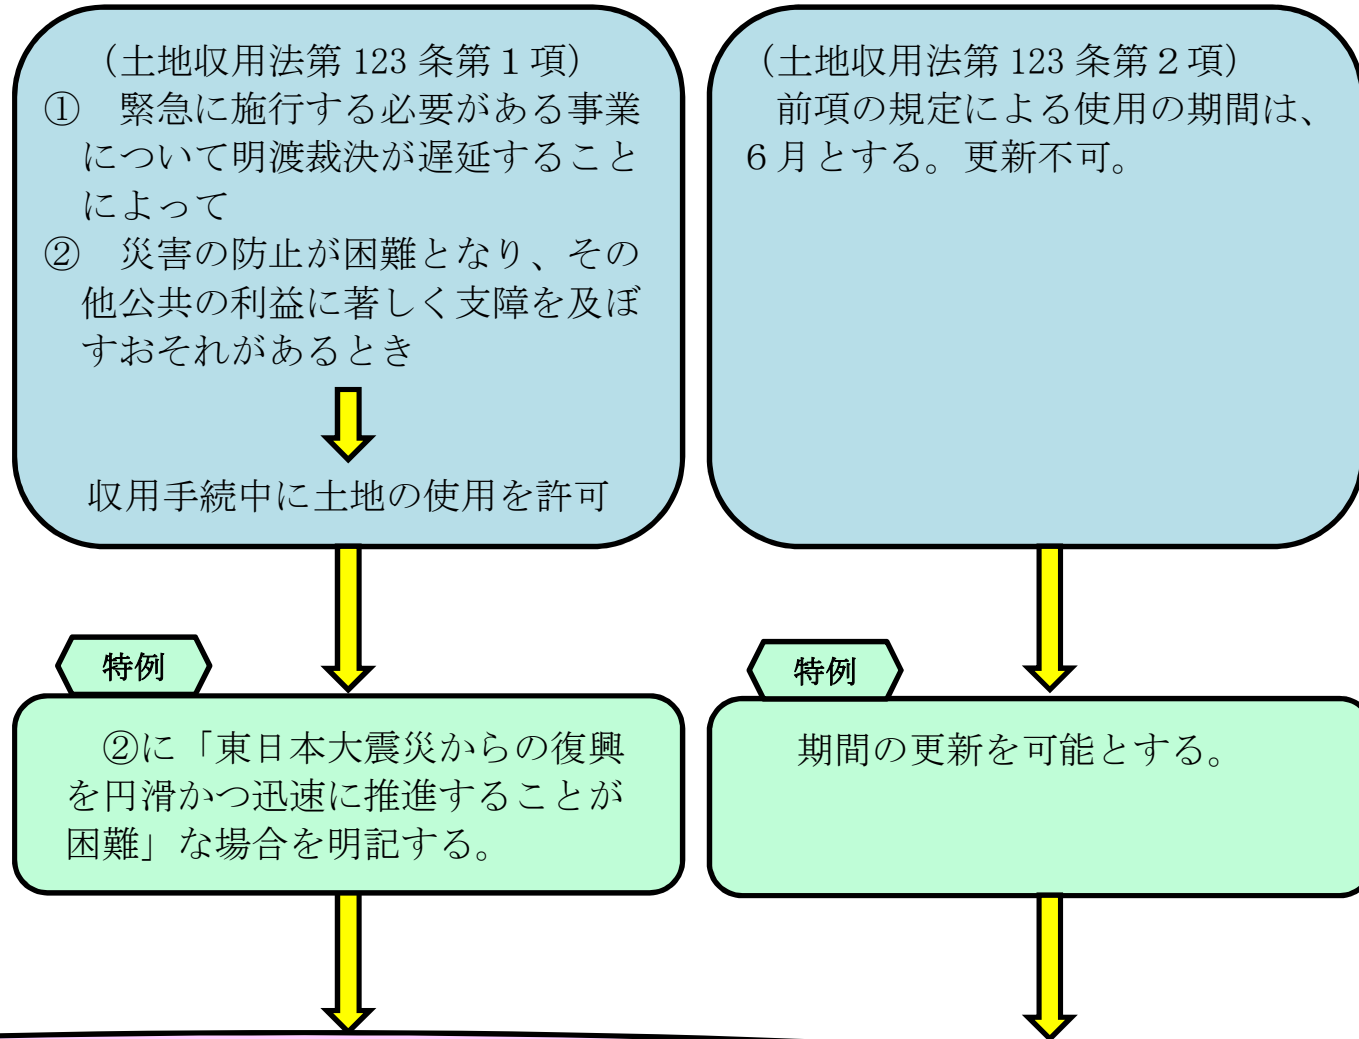 （土地収用法第 123 条第１項）
①　緊急に施行する必要がある事業
について明渡裁決が遅延すること
によって
②　災害の防止が困難となり、その
他公共の利益に著しく支障を及ぼ
すおそれがあるとき
収用手続中に土地の使用を許可
（土地収用法第 123 条第２項）
前項の規定による使用の期間は、
６月とする。更新不可。
特例
②に「東日本大震災からの復興
を円滑かつ迅速に推進することが
困難」な場合を明記する。
特例
期間の更新を可能とする。